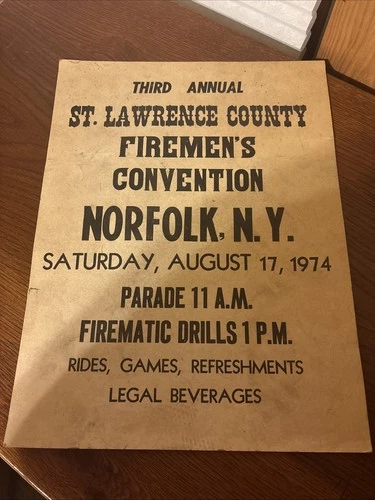 THIRD ANNUAL
ST. LAWRENCE COUNTY
FIREMEN'S
CONVENTION
NORFOLK, N.Y.
SATURDAY, AUGUST 17, 1974
PARADE 11 A.M.
FIREMATIC DRILLS 1 P.M.
RIDES, GAMES, REFRESHMENTS
LEGAL BEVERAGES